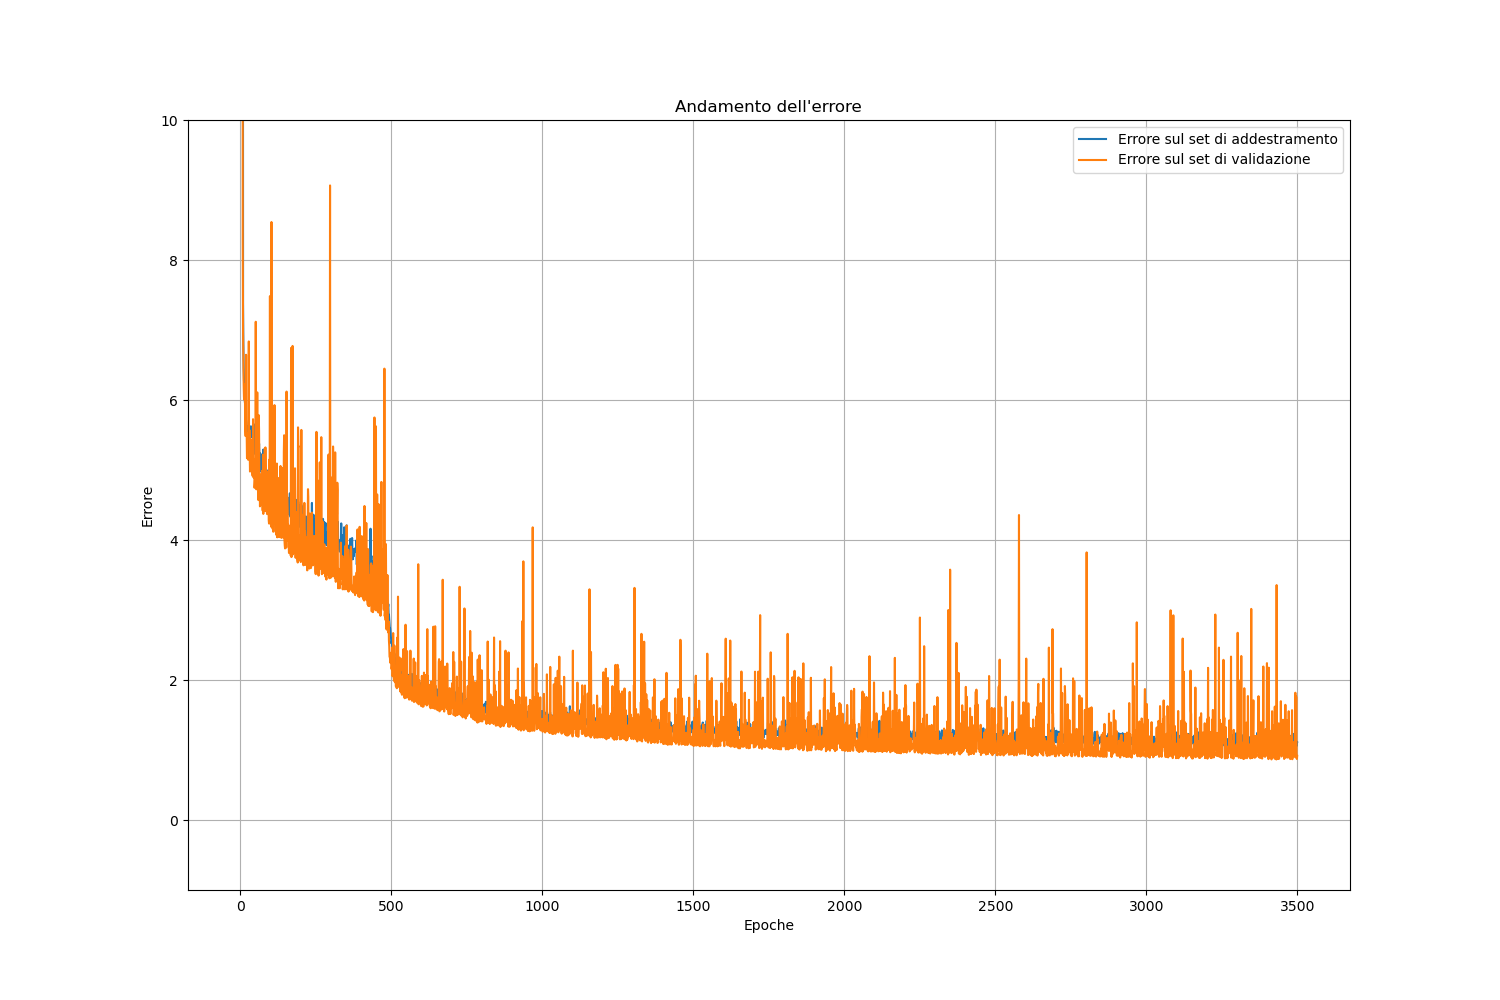 Andamento dell'errore
Errore sul set di addestramento
Errore sul set di validazione
10
8
6
4
2
0
Errore
0 500 1000 1500 2000 2500 3000 3500
Epoche